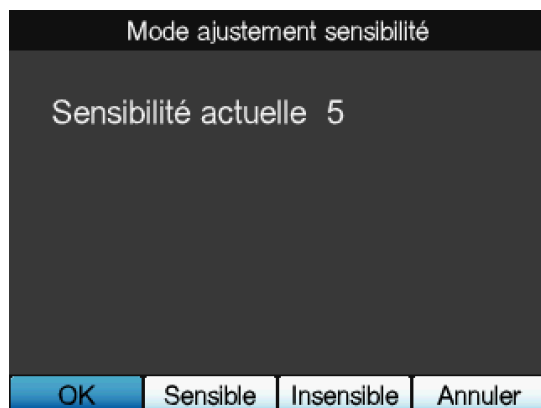 Mode ajustement sensibilité
Sensibilité actuelle 5
OK Sensible Insensible Annuler